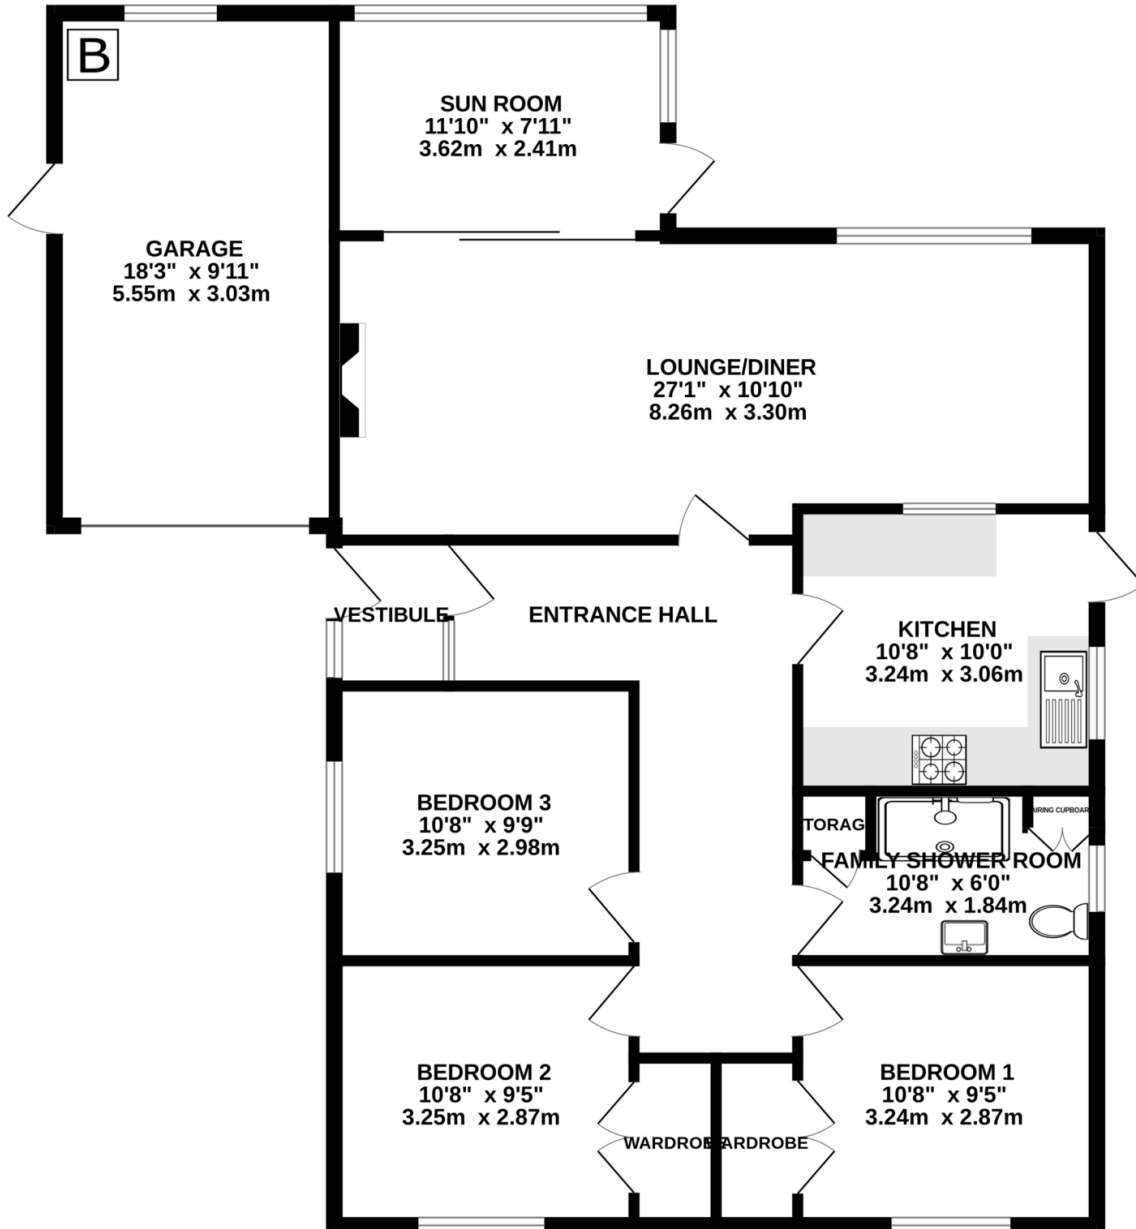 B
SUN ROOM
11'10" x 7'11"
3.62m x 2.41m
GARAGE
18'3" x 9'11"
5.55m x 3.03m
LOUNGE/DINER
27'1" x 10'10"
8.26m x 3.30m
VESTIBULE
ENTRANCE HALL
KITCHEN
10'8" x 10'0"
3.24m x 3.06m
BEDROOM 3
10'8" x 9'9"
3.25m x 2.98m
TORAG
AIRING CUPBOAR
FAMILY SHOWER ROOM
10'8" x 6'0"
3.24m x 1.84m
BEDROOM 2
10'8" x 9'5"
3.25m x 2.87m
BEDROOM 1
10'8" x 9'5"
3.24m x 2.87m
WARDROBE
ARDROBE